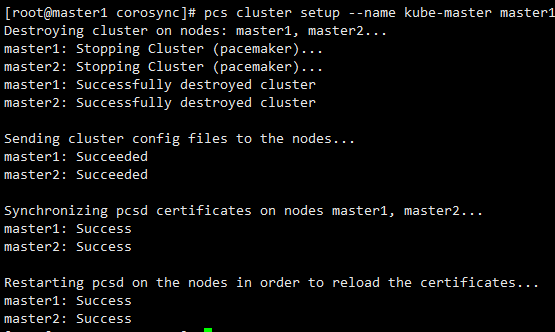 [root@master1 corosync]# pcs cluster setup --name kube-master master1
Destroying cluster on nodes: master1, master2...
master1: Stopping Cluster (pacemaker)...
master2: Stopping Cluster (pacemaker)...
master1: Successfully destroyed cluster
master2: Successfully destroyed cluster

Sending cluster config files to the nodes...
master1: Succeeded
master2: Succeeded

Synchronizing pcsd certificates on nodes master1, master2...
master1: Success
master2: Success

Restarting pcsd on the nodes in order to reload the certificates...
master1: Success
master2: Success